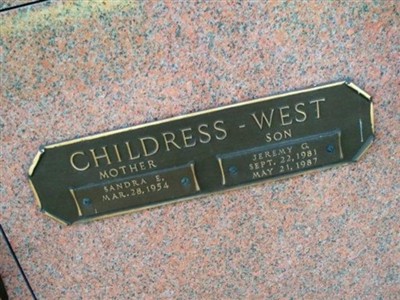 CHILDRESS - WEST
MOTHER
SANDRA E.
MAR. 28, 1954
SON
JEREMY G.
SEPT. 22, 1981
MAY 21, 1987